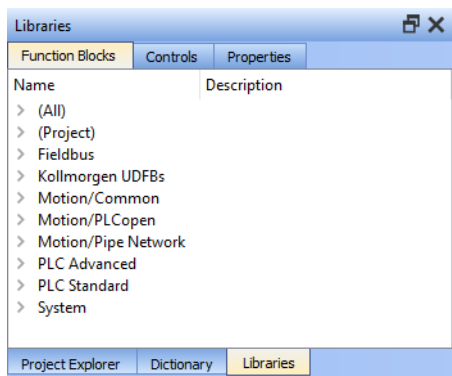 Libraries
Function Blocks Controls Properties
Name Description
(All)
(Project)
Fieldbus
Kollmorgen UDFBs
Motion/Common
Motion/PLCopen
Motion/Pipe Network
PLC Advanced
PLC Standard
System
Project Explorer Dictionary Libraries